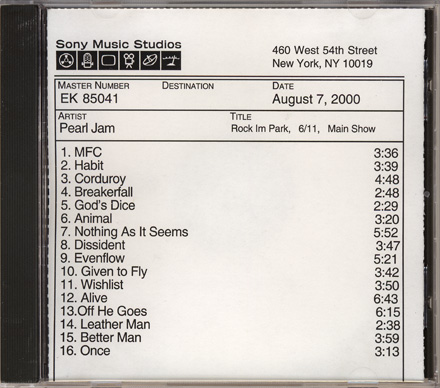 Sony Music Studios
460 West 54th Street
New York, NY 10019
MASTER NUMBER DESTINATION DATE
EK 85041 August 7, 2000
ARTIST TITLE
Pearl Jam Rock Im Park, 6/11, Main Show
1. MFC 3:36
2. Habit 3:39
3. Corduroy 4:48
4. Breakerfall 2:48
5. God's Dice 2:29
6. Animal 3:20
7. Nothing As It Seems 5:52
8. Dissident 3:47
9. Evenflow 5:21
10. Given to Fly 3:42
11. Wishlist 3:50
12. Alive 6:43
13.Off He Goes 6:15
14. Leather Man 2:38
15. Better Man 3:59
16. Once 3:13